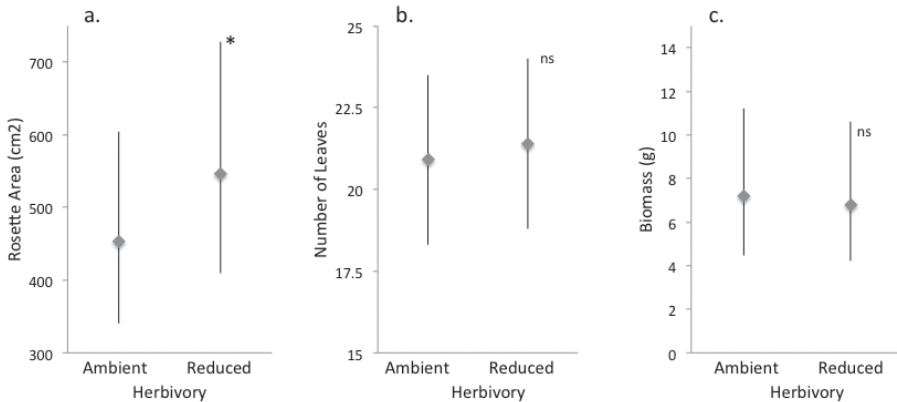 a.
Rosette Area (cm2)
700
600
500
400
300
*
Ambient Reduced
Herbivory
b.
Number of Leaves
22.5
20
17.5
15
ns
Ambient Reduced
Herbivory
c.
Biomass (g)
14
12
10
8
6
4
2
0
ns
Ambient Reduced
Herbivory